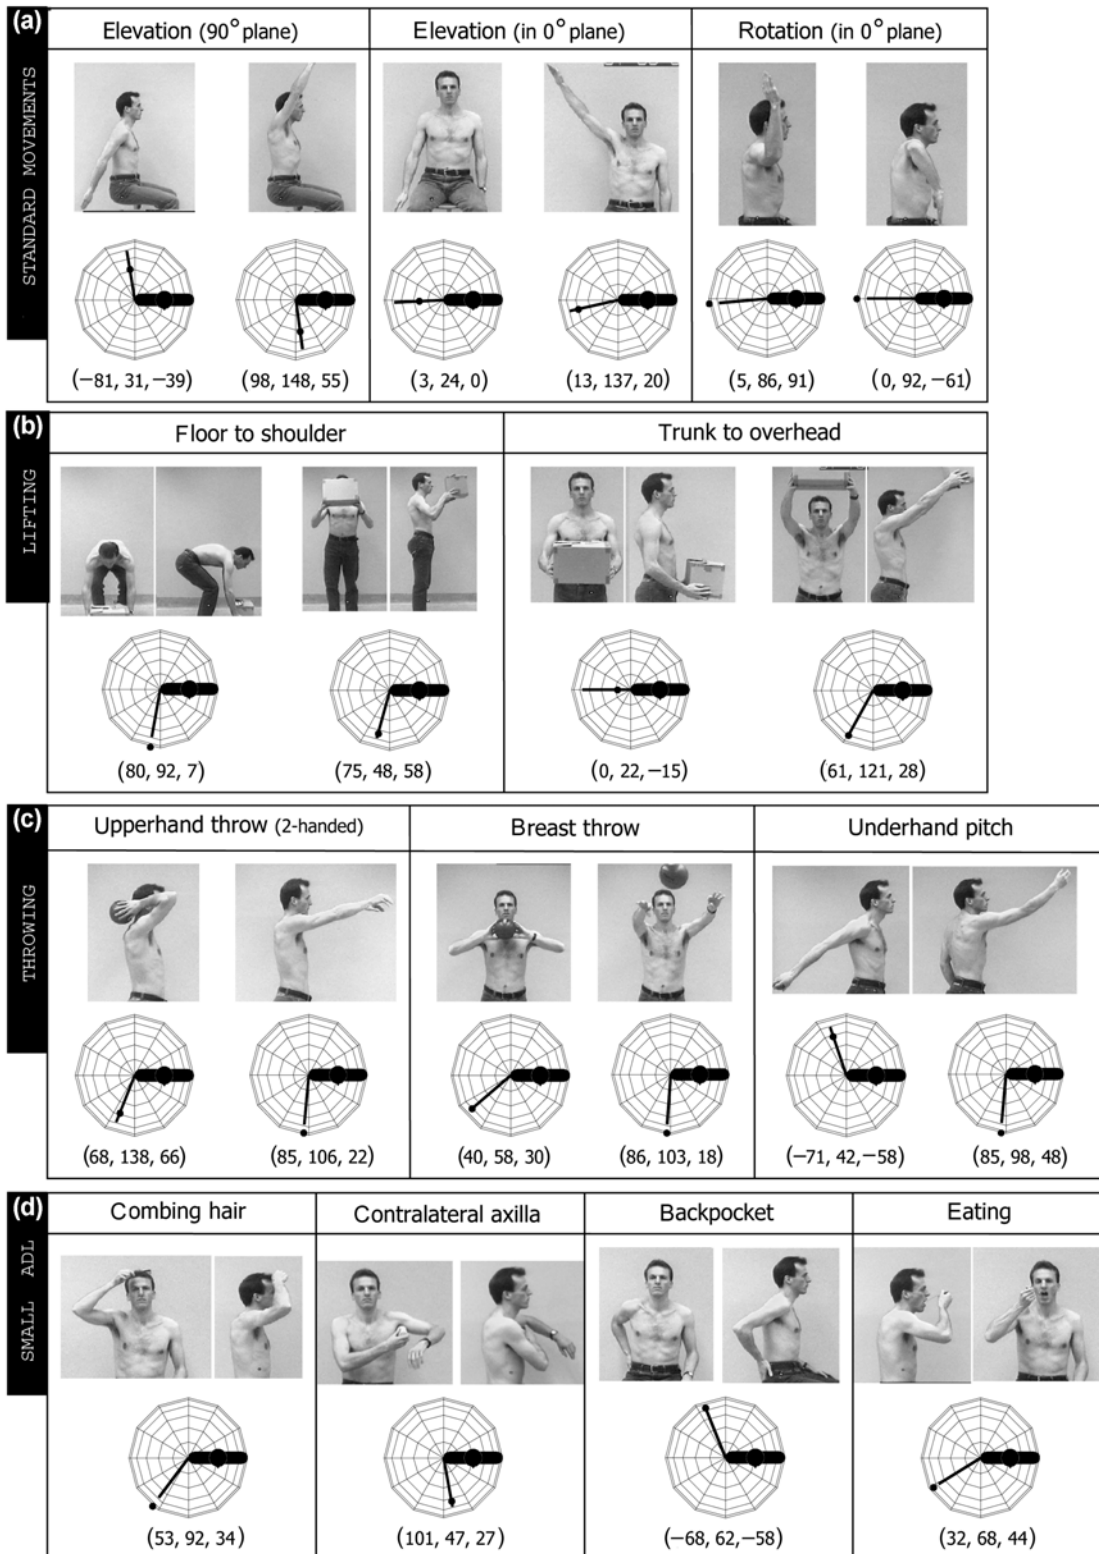 (a)
STANDARD MOVEMENTS
Elevation (90° plane)
Elevation (in 0° plane)
Rotation (in 0° plane)
(−81, 31, −39)
(98, 148, 55)
(3, 24, 0)
(13, 137, 20)
(5, 86, 91)
(0, 92, −61)
(b)
LIFTING
Floor to shoulder
Trunk to overhead
(80, 92, 7)
(75, 48, 58)
(0, 22, −15)
(61, 121, 28)
(c)
THROWING
Upperhand throw (2-handed)
Breast throw
Underhand pitch
(68, 138, 66)
(85, 106, 22)
(40, 58, 30)
(86, 103, 18)
(−71, 42, −58)
(85, 98, 48)
(d)
SMALL ADL
Combing hair
Contralateral axilla
Backpocket
Eating
(53, 92, 34)
(101, 47, 27)
(−68, 62, −58)
(32, 68, 44)